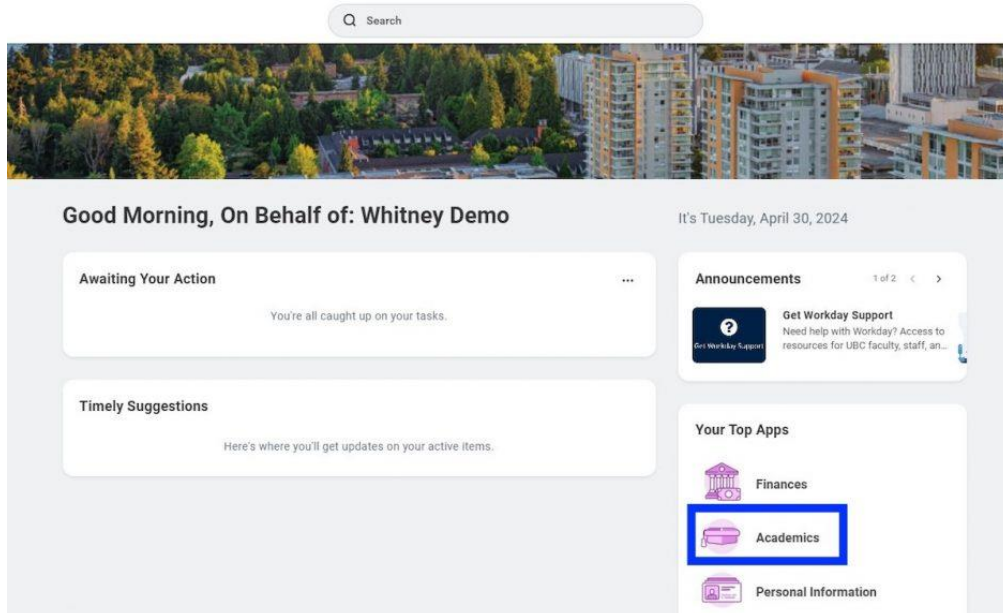 Search
Good Morning, On Behalf of: Whitney Demo
It's Tuesday, April 30, 2024
Awaiting Your Action
...
You're all caught up on your tasks.
Timely Suggestions
Here's where you'll get updates on your active items.
Announcements
1 of 2
Get Workday Support
Get Workday Support
Need help with Workday? Access to
resources for UBC faculty, staff, an...
Your Top Apps
Finances
Academics
Personal Information